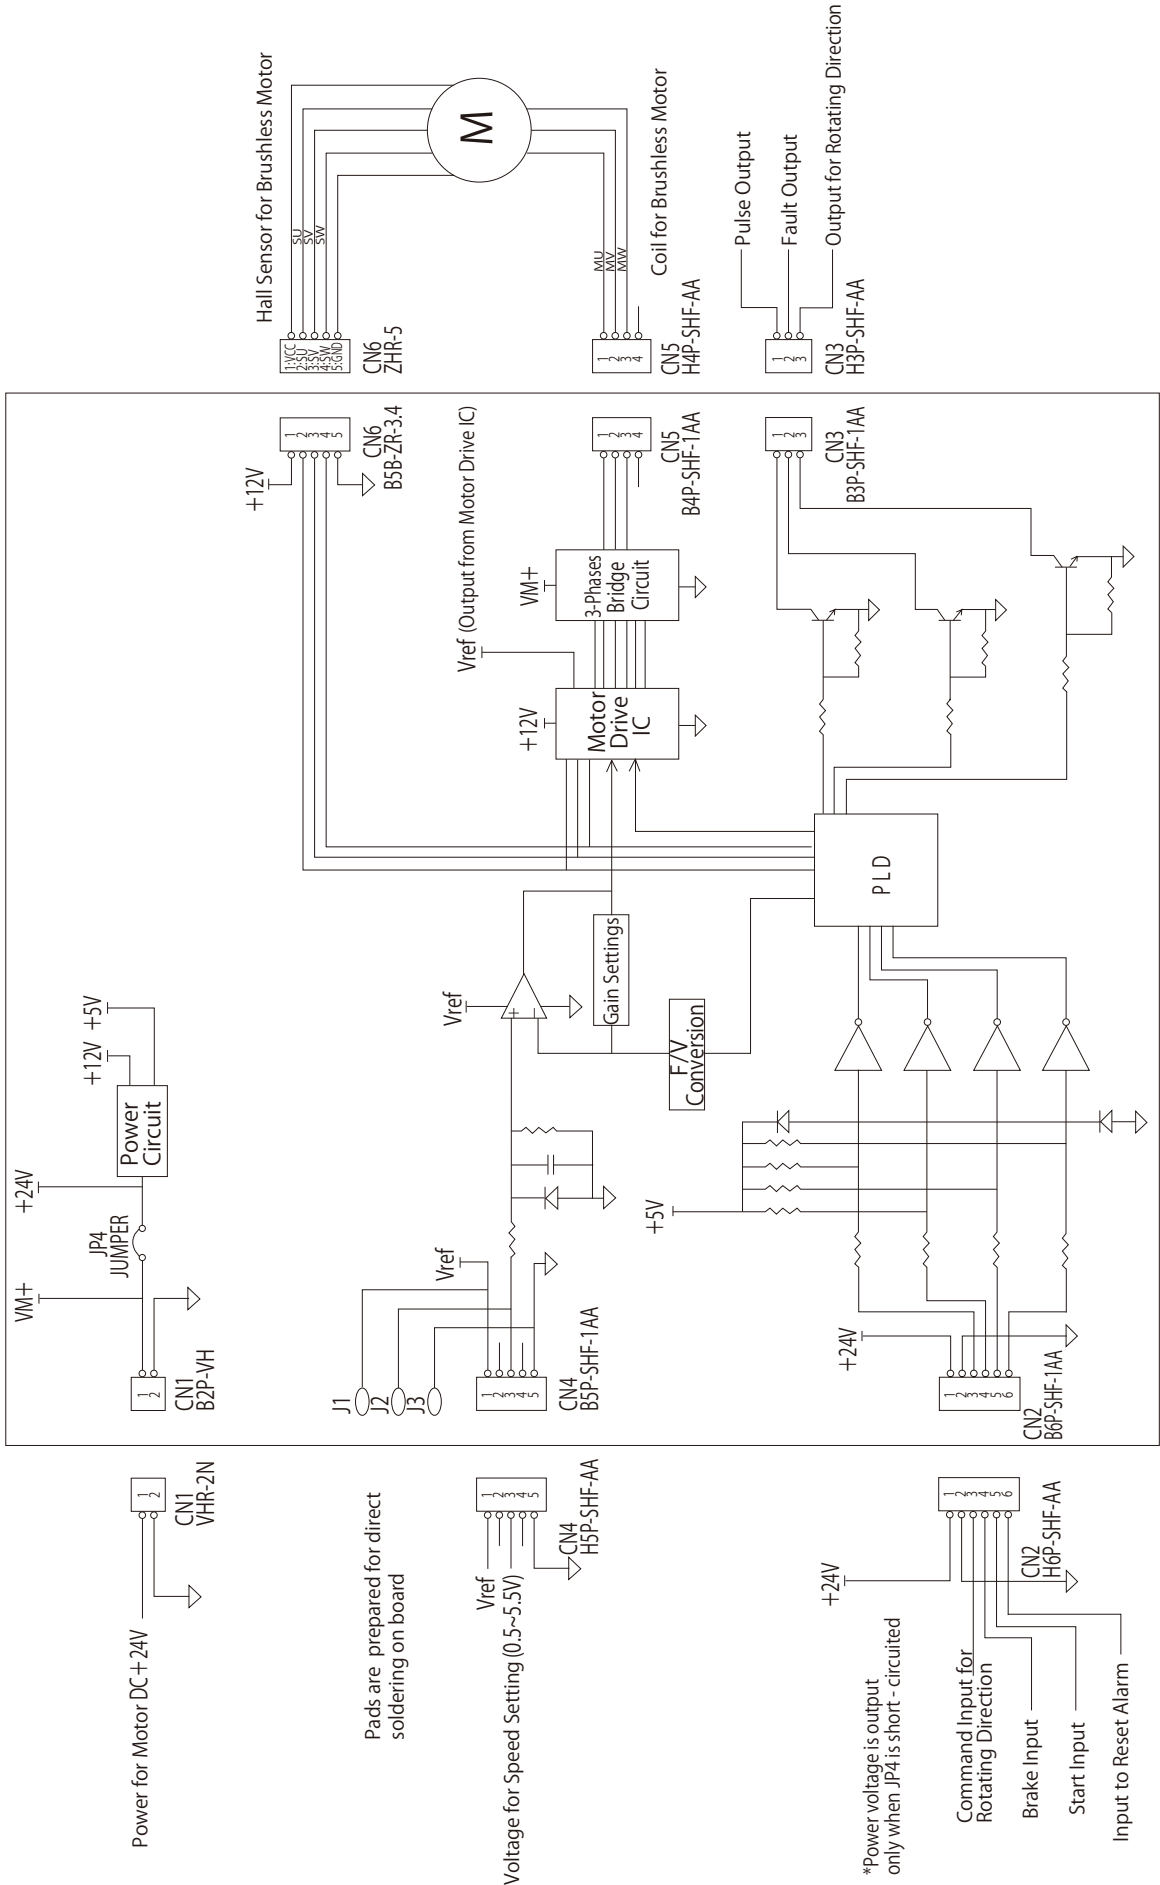 Power for Motor DC+24V
1
2
CN1
VHR-2N
1
2
CN1
B2P-VH
VM+
JP4
JUMPER
+24V
Power
Circuit
+12V
+5V
Pads are prepared for direct
soldering on board
J1
J2
J3
Voltage for Speed Setting (0.5~5.5V)
Vref
1
2
3
4
5
CN4
H5P-SHF-AA
1
2
3
4
5
CN4
B5P-SHF-1AA
Vref
Vref
+
−
Gain Settings
F/V
Conversion
+12V
Motor
Drive
IC
Vref (Output from Motor Drive IC)
VM+
3-Phases
Bridge
Circuit
+12V
1
2
3
4
5
CN6
B5B-ZR-3.4
1
2
3
4
CN5
B4P-SHF-1AA
1
2
3
CN3
B3P-SHF-1AA
Hall Sensor for Brushless Motor
1:VCC
2:SU
3:SV
4:SW
5:GND
CN6
ZHR-5
SU
SV
SW
M
MU
MV
MW
1
2
3
4
CN5
H4P-SHF-AA
Coil for Brushless Motor
1
2
3
CN3
H3P-SHF-AA
Pulse Output
Fault Output
Output for Rotating Direction
PLD
+5V
+24V
1
2
3
4
5
6
CN2
B6P-SHF-1AA
+24V
1
2
3
4
5
6
CN2
H6P-SHF-AA
*Power voltage is output
only when JP4 is short - circuited
Command Input for
Rotating Direction
Brake Input
Start Input
Input to Reset Alarm